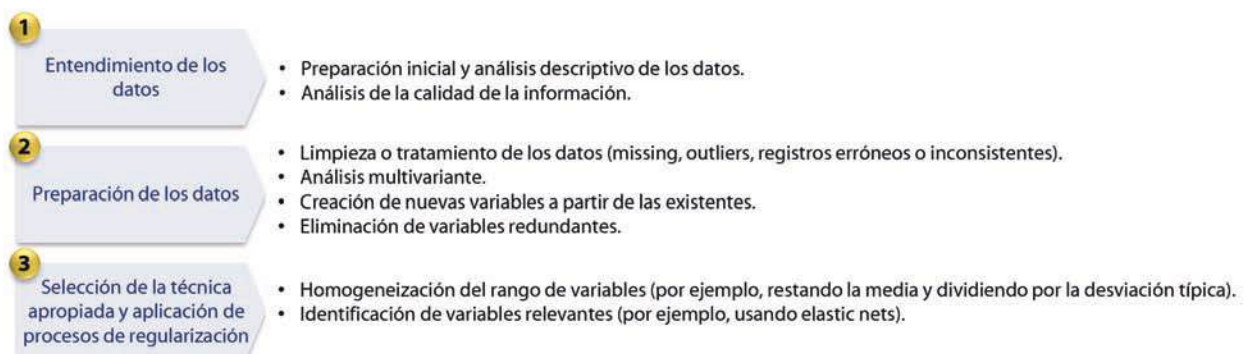 1
Entendimiento de los
datos
• Preparación inicial y análisis descriptivo de los datos.
• Análisis de la calidad de la información.
2
Preparación de los datos
• Limpieza o tratamiento de los datos (missing, outliers, registros erróneos o inconsistentes).
• Análisis multivariante.
• Creación de nuevas variables a partir de las existentes.
• Eliminación de variables redundantes.
3
Selección de la técnica
apropiada y aplicación de
procesos de regularización
• Homogeneización del rango de variables (por ejemplo, restando la media y dividiendo por la desviación típica).
• Identificación de variables relevantes (por ejemplo, usando elastic nets).